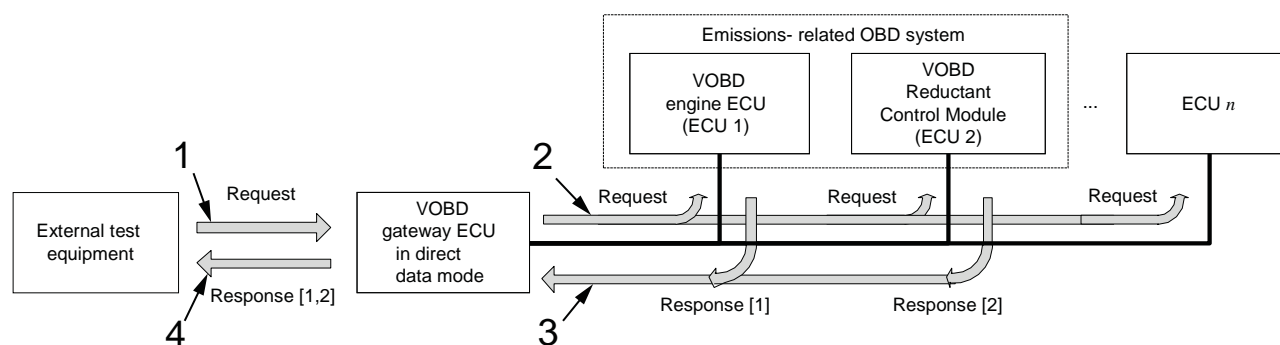 Emissions- related OBD system
VOBD
engine ECU
(ECU 1)
VOBD
Reductant
Control Module
(ECU 2)
...
ECU n
1
Request
2
Request
Request
Request
External test
equipment
VOBD
gateway ECU
in direct
data mode
4
Response [1,2]
3
Response [1]
Response [2]